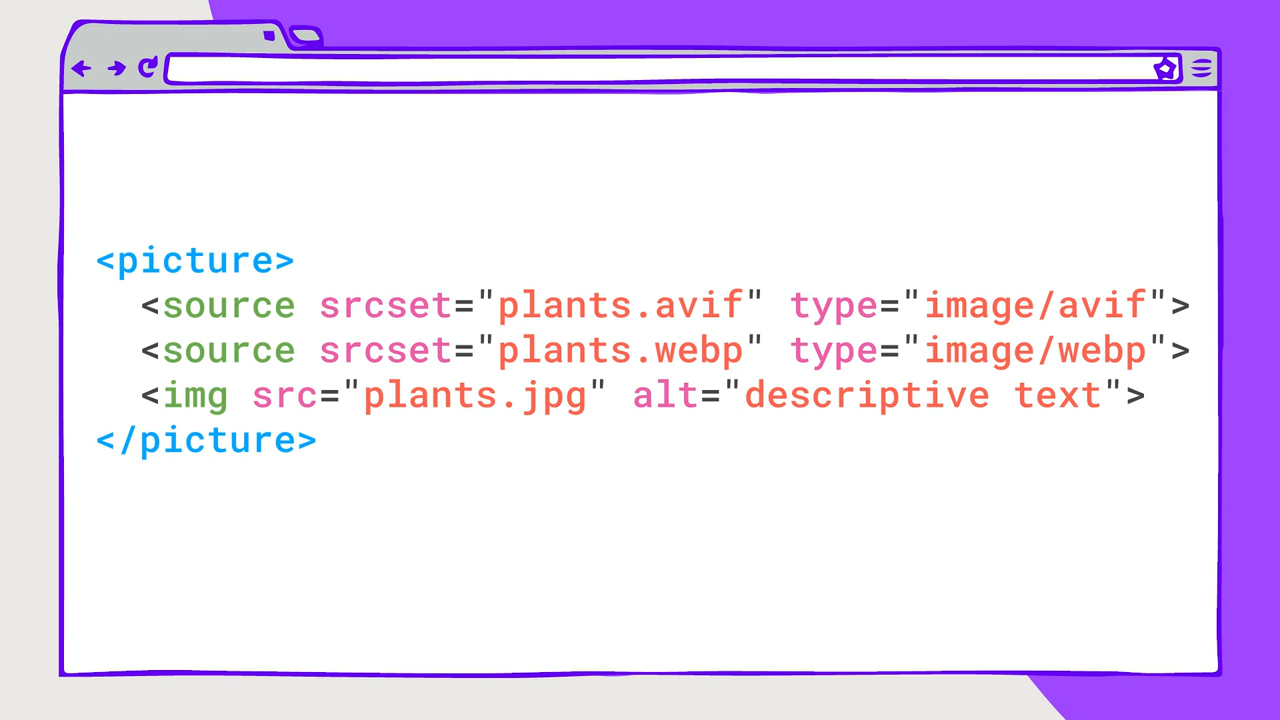 <picture>
<source srcset="plants.avif" type="image/avif">
<source srcset="plants.webp" type="image/webp">
<img src="plants.jpg" alt="descriptive text">
</picture>